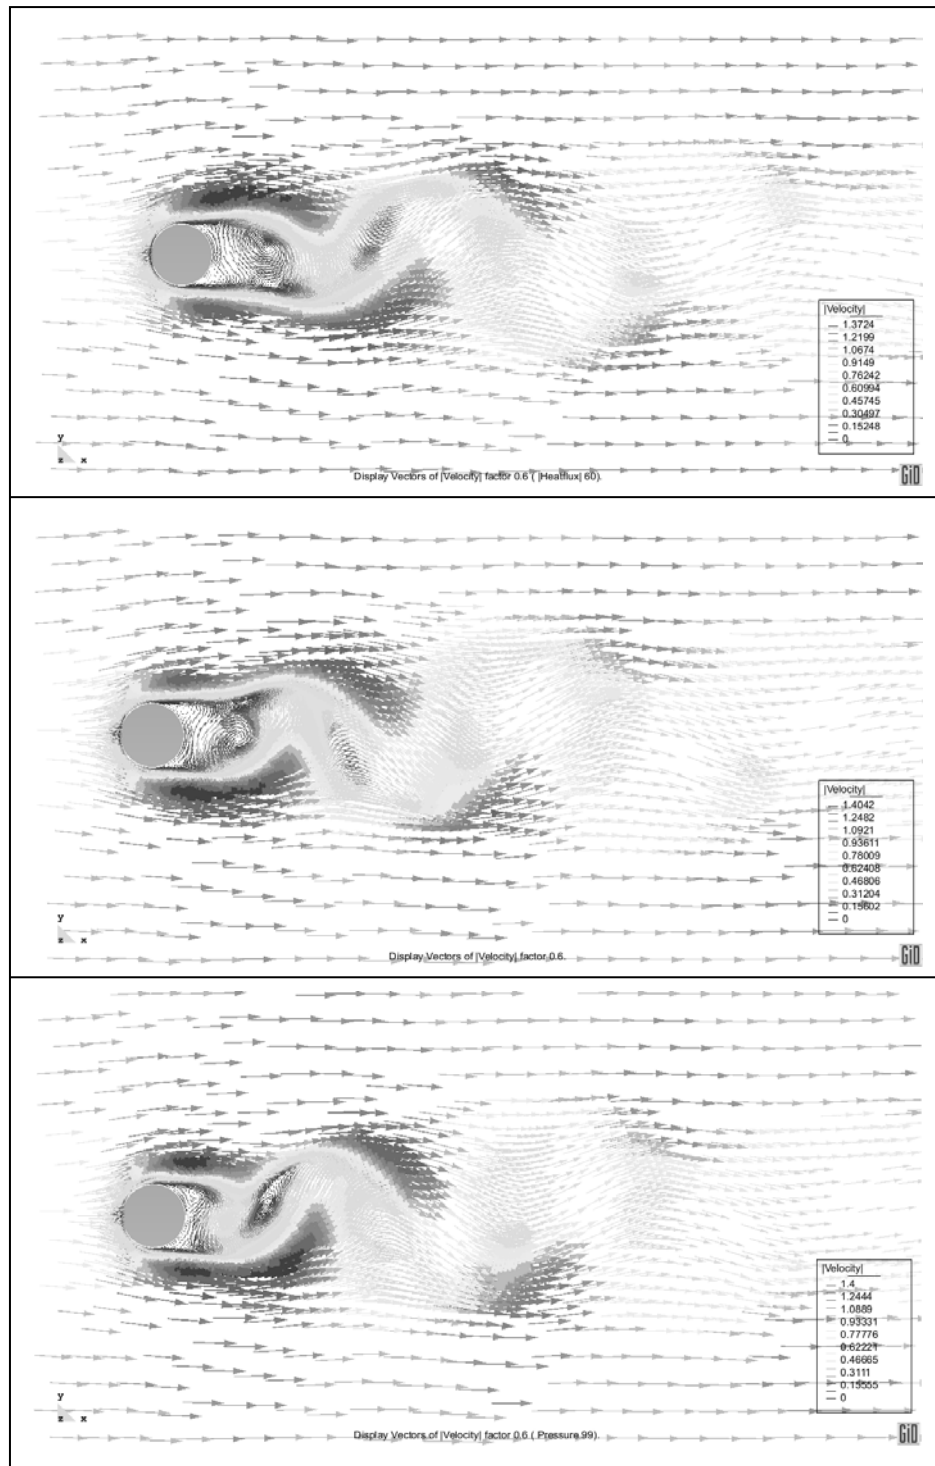 |Velocity|
1.3724
1.2199
1.0674
0.9149
0.76242
0.60994
0.45745
0.30497
0.15248
0
y
z x
Display Vectors of |Velocity| factor 0.6 ( |Heatflux| 60).
GiD
|Velocity|
1.4042
1.2482
1.0921
0.93611
0.78009
0.62408
0.46806
0.31204
0.15602
0
y
z x
Display Vectors of |Velocity| factor 0.6.
GiD
|Velocity|
1.4
1.2444
1.0889
0.93331
0.77776
0.62221
0.46665
0.3111
0.15555
0
y
z x
Display Vectors of |Velocity| factor 0.6 ( Pressure 99).
GiD